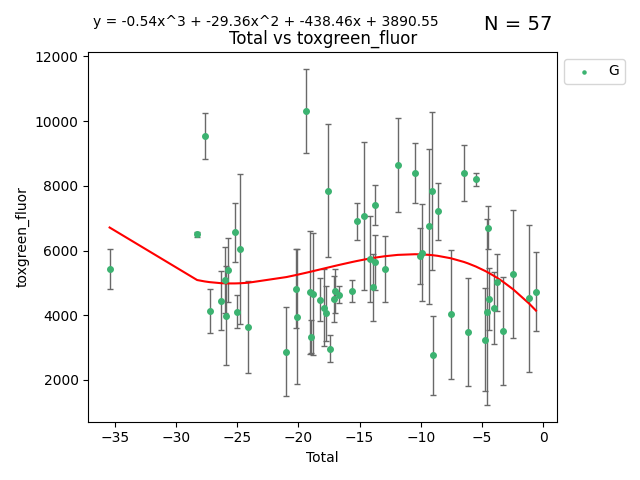 y = -0.54x^3 + -29.36x^2 + -438.46x + 3890.55
N = 57
Total vs toxgreen_fluor
G
12000
10000
8000
6000
4000
2000
toxgreen_fluor
−35 −30 −25 −20 −15 −10 −5 0
Total